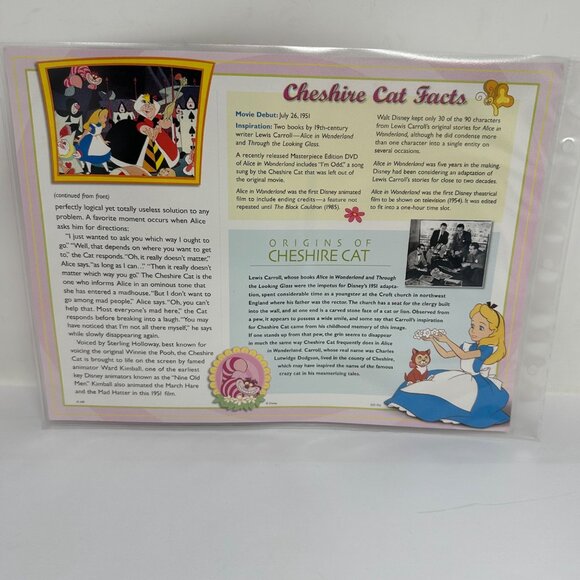 Cheshire Cat Facts
Movie Debut: July 26, 1951
Inspiration: Two books by 19th-century
writer Lewis Carroll—Alice in Wonderland
and Through the Looking Glass.
A recently released Masterpiece Edition DVD
of Alice in Wonderland includes "I'm Odd," a song
sung by the Cheshire Cat that was left out
of the original movie.
Alice in Wonderland was the first Disney animated
film to include ending credits—a feature not
repeated until The Black Cauldron (1985).
Walt Disney kept only 30 of the 90 characters
from Lewis Carroll's original stories for Alice in
Wonderland, although he did condense more
than one character into a single entity on
several occasions.
Alice in Wonderland was five years in the making.
Disney had been considering an adaptation of
Lewis Carroll's stories for close to two decades.
Alice in Wonderland was the first Disney theatrical
film to be shown on television (1954). It was edited
to fit into a one-hour time slot.
(continued from front)
perfectly logical yet totally useless solution to any
problem. A favorite moment occurs when Alice
asks him for directions:
"I just wanted to ask you which way I ought to
go." "Well, that depends on where you want to get
to," the Cat responds. "Oh, it really doesn't matter,"
Alice says, "as long as I can..." "Then it really doesn't
matter which way you go." The Cheshire Cat is the
one who informs Alice in an ominous tone that
she has entered a madhouse. "But I don't want to
go among mad people," Alice says. "Oh, you can't
help that. Most everyone's mad here," the Cat
responds before breaking into a laugh. "You may
have noticed that I'm not all there myself," he says
while slowly disappearing again.
Voiced by Sterling Holloway, best known for
voicing the original Winnie the Pooh, the Cheshire
Cat is brought to life on the screen by famed
animator Ward Kimball, one of the earliest
key Disney animators known as the "Nine Old
Men." Kimball also animated the March Hare
and the Mad Hatter in this 1951 film.
ORIGINS OF
CHESHIRE CAT
Lewis Carroll, whose books Alice in Wonderland and Through
the Looking Glass were the impetus for Disney's 1951 adapta-
tion, spent considerable time as a youngster at the Croft church in northwest
England where his father was the rector. The church has a seat for the clergy built
into the wall, and at one end is a carved stone face of a cat or lion. Observed from
a pew, it appears to possess a wide smile, and some say that Carroll's inspiration
for Cheshire Cat came from his childhood memory of this image.
If one stands up from the pew, the grin seems to disappear
in much the same way Cheshire Cat frequently does in Alice
in Wonderland. Carroll, whose real name was Charles
Lutwidge Dodgson, lived in the county of Cheshire,
which may have inspired the name of the famous
crazy cat in his mesmerizing tales.
© Disney